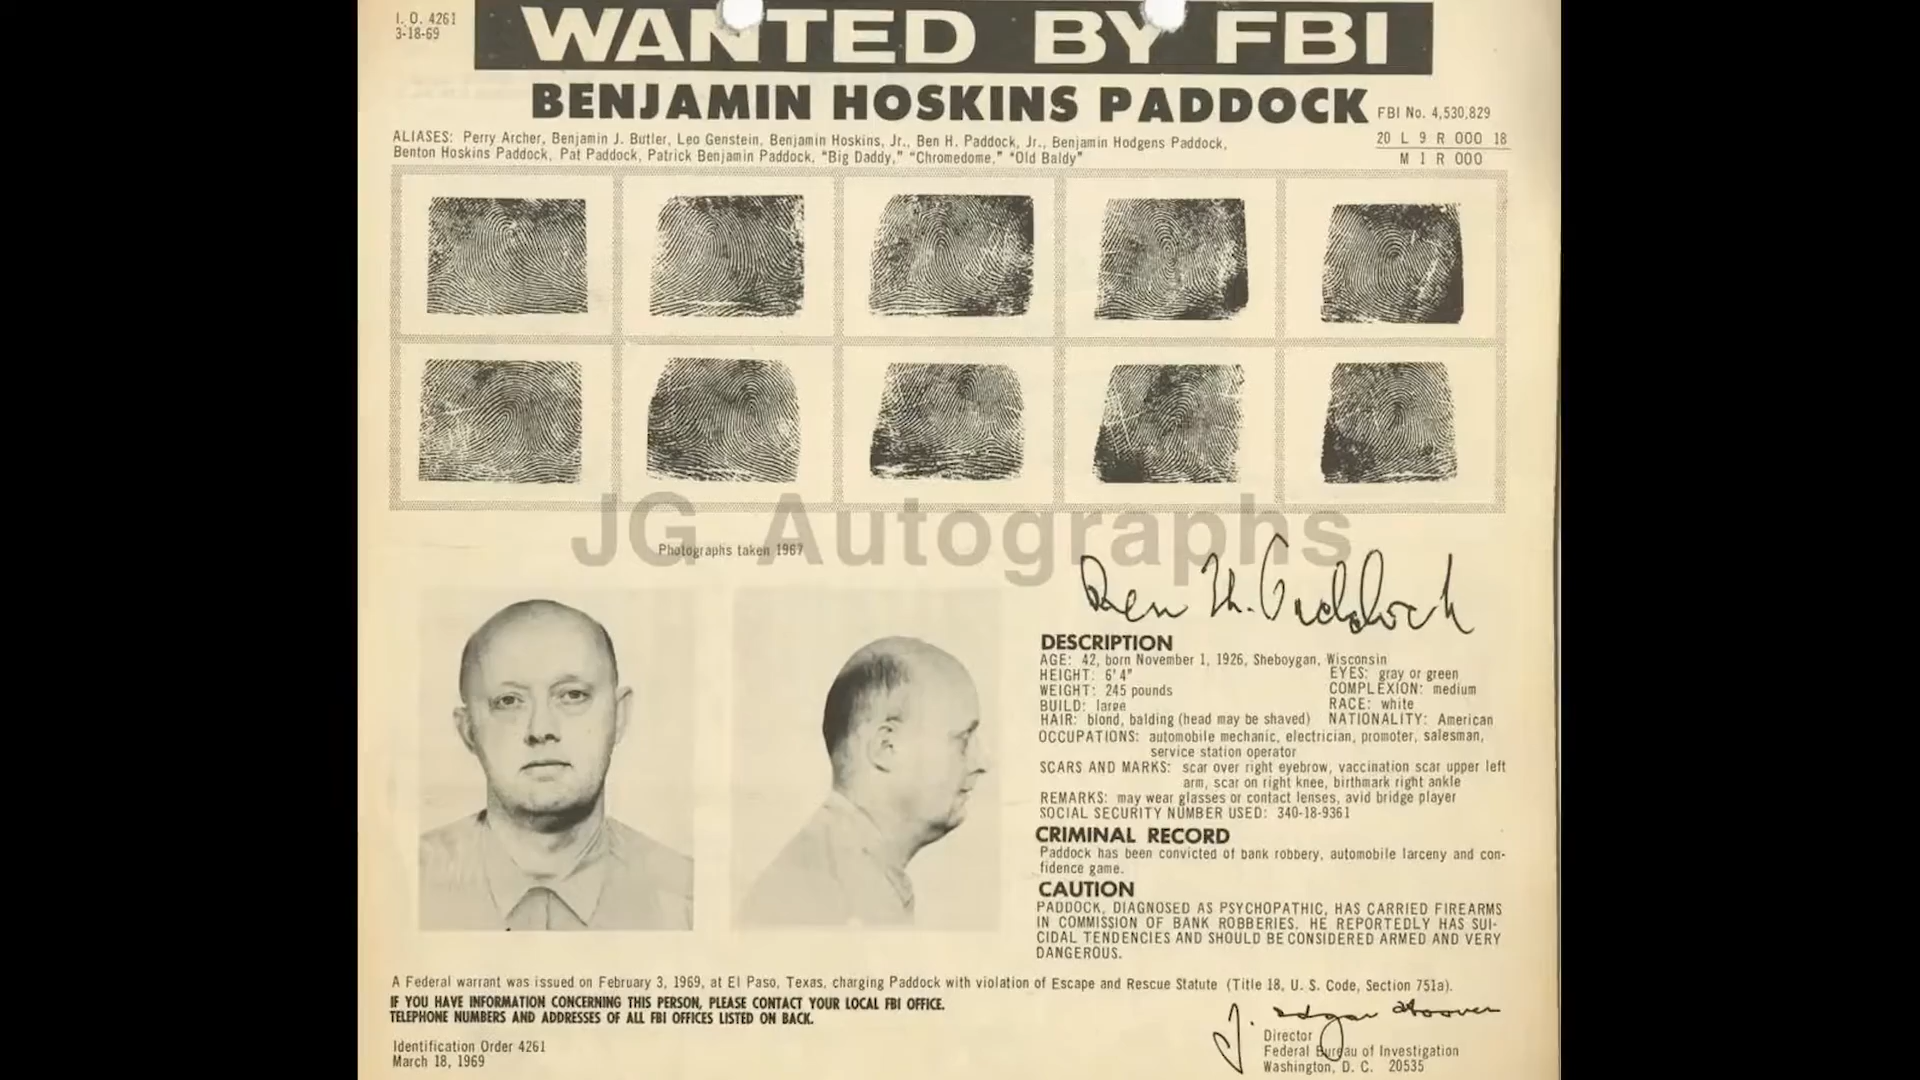 I. O. 4261
3-18-69
WANTED BY FBI
BENJAMIN HOSKINS PADDOCK
FBI No. 4,530,829
ALIASES: Perry Archer, Benjamin J. Butler, Leo Genstein, Benjamin Hoskins, Jr., Ben H. Paddock, Jr., Benjamin Hodgens Paddock,
Benton Hoskins Paddock, Pat Paddock, Patrick Benjamin Paddock, "Big Daddy," "Chromedome," "Old Baldy"
20 L 9 R 000 18
M 1 R 000
JG Autographs
Photographs taken 1967
Ben H. Paddock
DESCRIPTION
AGE: 42, born November 1, 1926, Sheboygan, Wisconsin
HEIGHT: 6'4" EYES: gray or green
WEIGHT: 245 pounds COMPLEXION: medium
BUILD: large RACE: white
HAIR: blond, balding (head may be shaved) NATIONALITY: American
OCCUPATIONS: automobile mechanic, electrician, promoter, salesman,
service station operator
SCARS AND MARKS: scar over right eyebrow, vaccination scar upper left
arm, scar on right knee, birthmark right ankle
REMARKS: may wear glasses or contact lenses, avid bridge player
SOCIAL SECURITY NUMBER USED: 340-18-9361
CRIMINAL RECORD
Paddock has been convicted of bank robbery, automobile larceny and con-
fidence game.
CAUTION
PADDOCK, DIAGNOSED AS PSYCHOPATHIC, HAS CARRIED FIREARMS
IN COMMISSION OF BANK ROBBERIES. HE REPORTEDLY HAS SUI-
CIDAL TENDENCIES AND SHOULD BE CONSIDERED ARMED AND VERY
DANGEROUS.
A Federal warrant was issued on February 3, 1969, at El Paso, Texas, charging Paddock with violation of Escape and Rescue Statute (Title 18, U. S. Code, Section 751a).
IF YOU HAVE INFORMATION CONCERNING THIS PERSON, PLEASE CONTACT YOUR LOCAL FBI OFFICE.
TELEPHONE NUMBERS AND ADDRESSES OF ALL FBI OFFICES LISTED ON BACK.
J. Edgar Hoover
Director
Federal Bureau of Investigation
Washington, D. C. 20535
Identification Order 4261
March 18, 1969